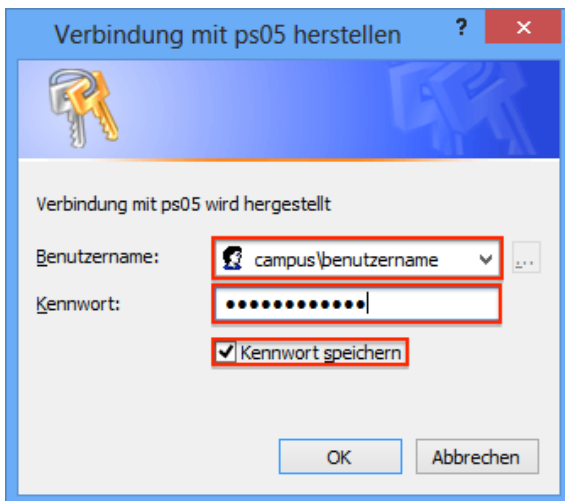 Verbindung mit ps05 herstellen ?
Verbindung mit ps05 wird hergestellt
Benutzername: campus\benutzername ...
Kennwort: ●●●●●●●●●●●●
Kennwort speichern
OK Abbrechen